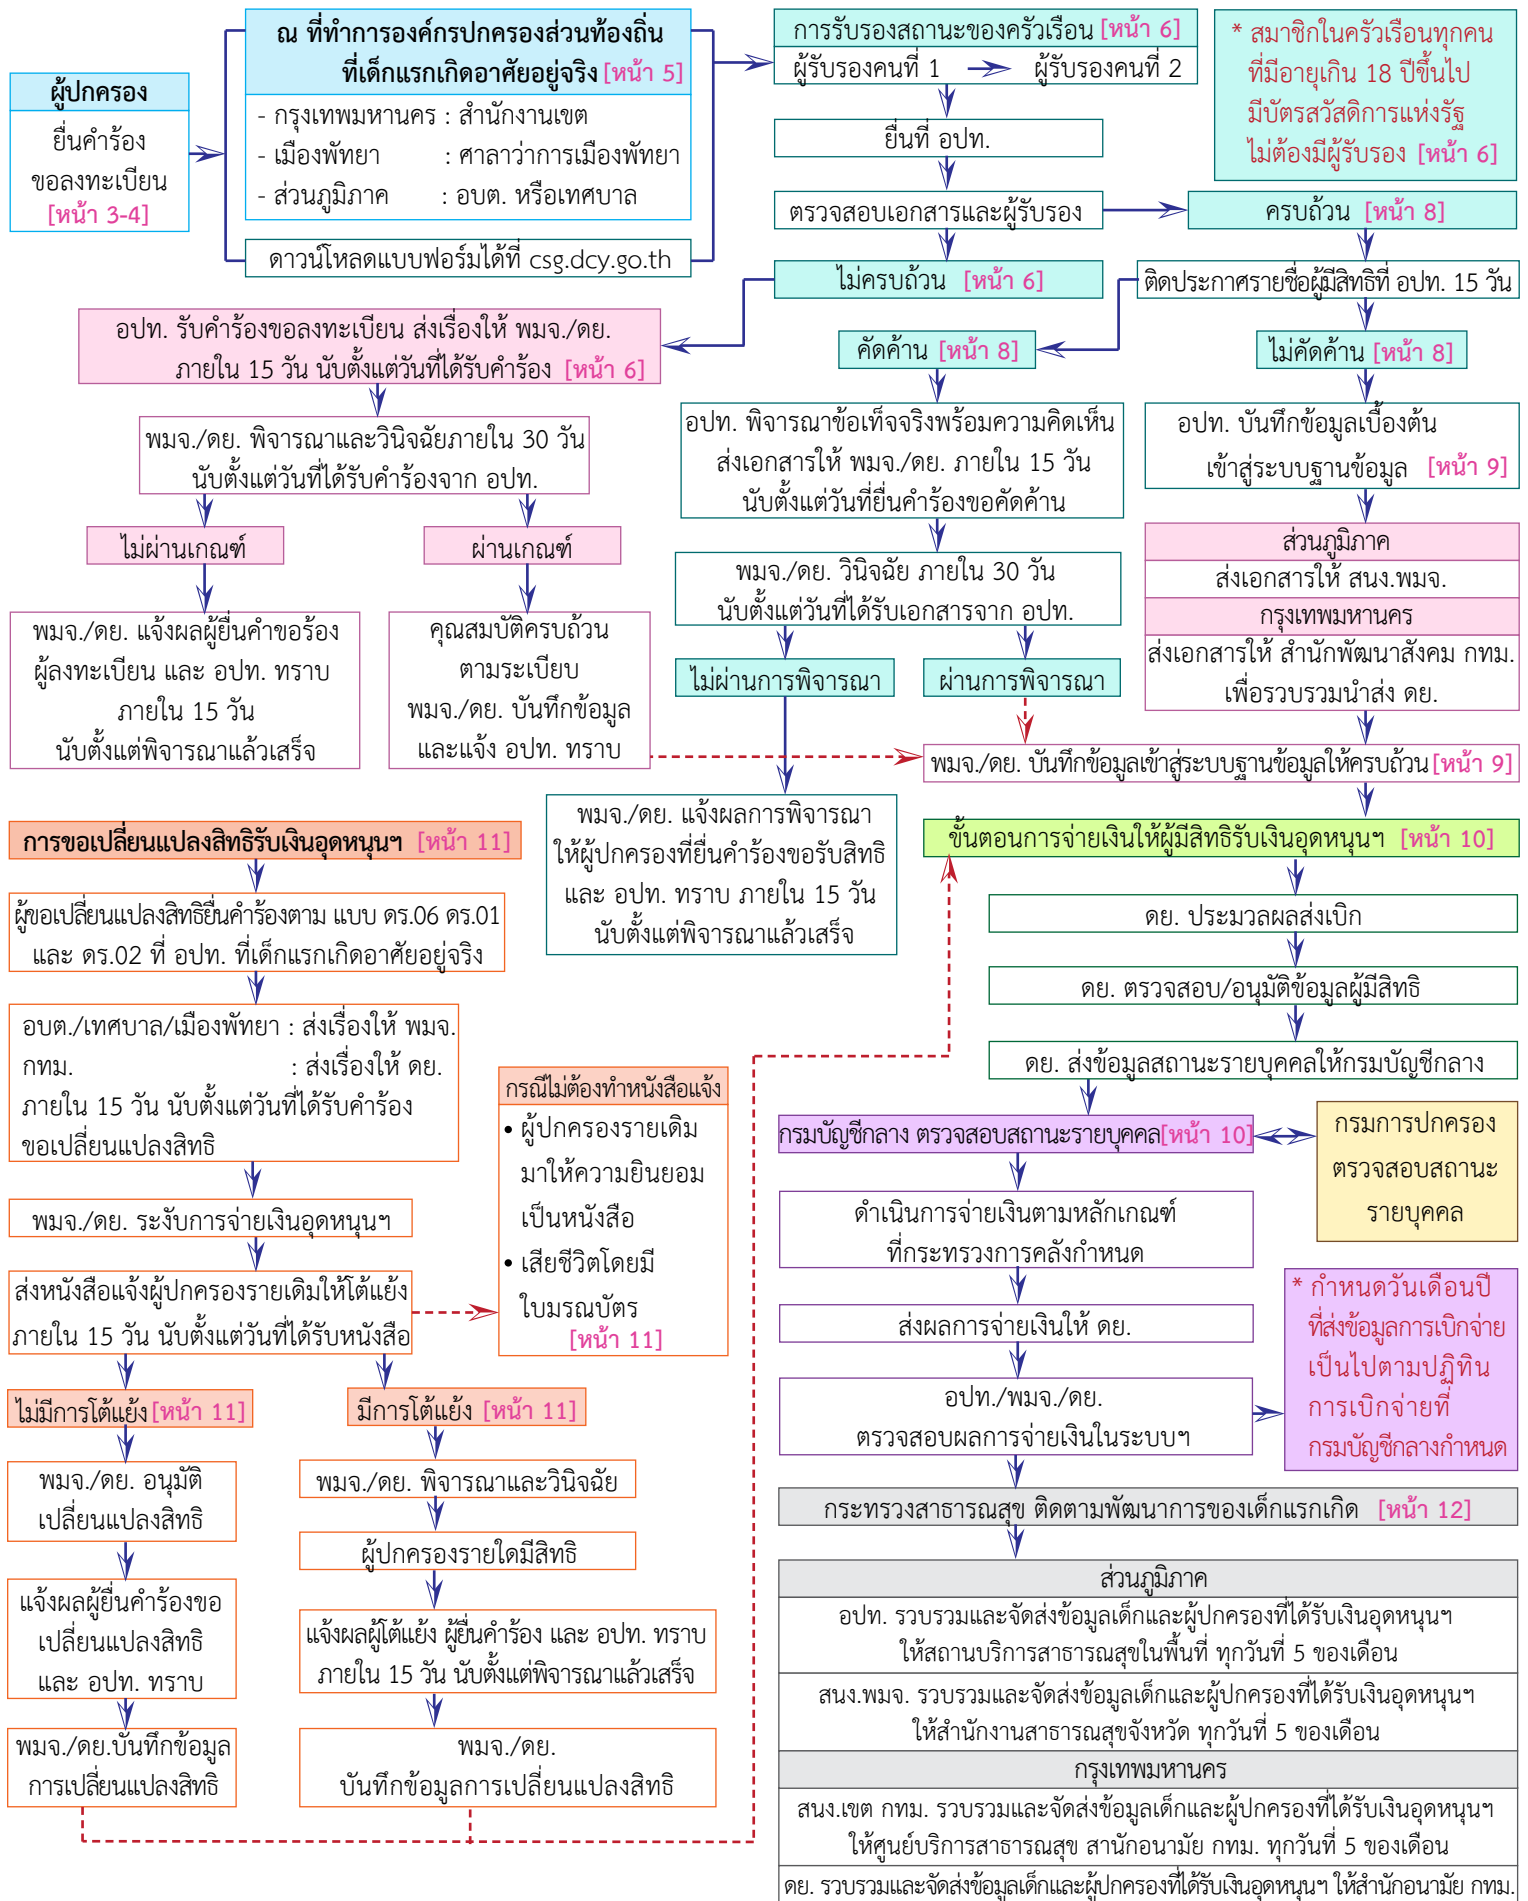 ผู้ปกครอง
ยื่นคำร้อง
ขอลงทะเบียน
[หน้า 3-4]
ณ ที่ทำการองค์กรปกครองส่วนท้องถิ่น
ที่เด็กแรกเกิดอาศัยอยู่จริง [หน้า 5]
- กรุงเทพมหานคร : สำนักงานเขต
- เมืองพัทยา : ศาลาว่าการเมืองพัทยา
- ส่วนภูมิภาค : อบต. หรือเทศบาล
ดาวน์โหลดแบบฟอร์มได้ที่ csg.dcy.go.th
การรับรองสถานะของครัวเรือน [หน้า 6]
ผู้รับรองคนที่ 1 ผู้รับรองคนที่ 2
* สมาชิกในครัวเรือนทุกคน
ที่มีอายุเกิน 18 ปีขึ้นไป
มีบัตรสวัสดิการแห่งรัฐ
ไม่ต้องมีผู้รับรอง [หน้า 6]
ยื่นที่ อปท.
ตรวจสอบเอกสารและผู้รับรอง
ครบถ้วน [หน้า 8]
ไม่ครบถ้วน [หน้า 6]
ติดประกาศรายชื่อผู้มีสิทธิที่ อปท. 15 วัน
อปท. รับคำร้องขอลงทะเบียน ส่งเรื่องให้ พมจ./ดย.
ภายใน 15 วัน นับตั้งแต่วันที่ได้รับคำร้อง [หน้า 6]
คัดค้าน [หน้า 8]
ไม่คัดค้าน [หน้า 8]
พมจ./ดย. พิจารณาและวินิจฉัยภายใน 30 วัน
นับตั้งแต่วันที่ได้รับคำร้องจาก อปท.
อปท. พิจารณาข้อเท็จจริงพร้อมความคิดเห็น
ส่งเอกสารให้ พมจ./ดย. ภายใน 15 วัน
นับตั้งแต่วันที่ยื่นคำร้องขอคัดค้าน
อปท. บันทึกข้อมูลเบื้องต้น
เข้าสู่ระบบฐานข้อมูล [หน้า 9]
ไม่ผ่านเกณฑ์
ผ่านเกณฑ์
พมจ./ดย. วินิจฉัย ภายใน 30 วัน
นับตั้งแต่วันที่ได้รับเอกสารจาก อปท.
ส่วนภูมิภาค
ส่งเอกสารให้ สนง.พมจ.
กรุงเทพมหานคร
ส่งเอกสารให้ สำนักพัฒนาสังคม กทม.
เพื่อรวบรวมนำส่ง ดย.
พมจ./ดย. แจ้งผลผู้ยื่นคำขอร้อง
ผู้ลงทะเบียน และ อปท. ทราบ
ภายใน 15 วัน
นับตั้งแต่พิจารณาแล้วเสร็จ
คุณสมบัติครบถ้วน
ตามระเบียบ
พมจ./ดย. บันทึกข้อมูล
และแจ้ง อปท. ทราบ
ไม่ผ่านการพิจารณา
ผ่านการพิจารณา
พมจ./ดย. บันทึกข้อมูลเข้าสู่ระบบฐานข้อมูลให้ครบถ้วน [หน้า 9]
พมจ./ดย. แจ้งผลการพิจารณา
ให้ผู้ปกครองที่ยื่นคำร้องขอรับสิทธิ
และ อปท. ทราบ ภายใน 15 วัน
นับตั้งแต่พิจารณาแล้วเสร็จ
ขั้นตอนการจ่ายเงินให้ผู้มีสิทธิรับเงินอุดหนุนฯ [หน้า 10]
ดย. ประมวลผลส่งเบิก
ดย. ตรวจสอบ/อนุมัติข้อมูลผู้มีสิทธิ
ดย. ส่งข้อมูลสถานะรายบุคคลให้กรมบัญชีกลาง
กรมบัญชีกลาง ตรวจสอบสถานะรายบุคคล[หน้า 10]
กรมการปกครอง
ตรวจสอบสถานะ
รายบุคคล
ดำเนินการจ่ายเงินตามหลักเกณฑ์
ที่กระทรวงการคลังกำหนด
ส่งผลการจ่ายเงินให้ ดย.
อปท./พมจ./ดย.
ตรวจสอบผลการจ่ายเงินในระบบฯ
* กำหนดวันเดือนปี
ที่ส่งข้อมูลการเบิกจ่าย
เป็นไปตามปฏิทิน
การเบิกจ่ายที่
กรมบัญชีกลางกำหนด
การขอเปลี่ยนแปลงสิทธิรับเงินอุดหนุนฯ [หน้า 11]
ผู้ขอเปลี่ยนแปลงสิทธิยื่นคำร้องตาม แบบ ดร.06 ดร.01
และ ดร.02 ที่ อปท. ที่เด็กแรกเกิดอาศัยอยู่จริง
อบต./เทศบาล/เมืองพัทยา : ส่งเรื่องให้ พมจ.
กทม. : ส่งเรื่องให้ ดย.
ภายใน 15 วัน นับตั้งแต่วันที่ได้รับคำร้อง
ขอเปลี่ยนแปลงสิทธิ
พมจ./ดย. ระงับการจ่ายเงินอุดหนุนฯ
ส่งหนังสือแจ้งผู้ปกครองรายเดิมให้โต้แย้ง
ภายใน 15 วัน นับตั้งแต่วันที่ได้รับหนังสือ
กรณีไม่ต้องทำหนังสือแจ้ง
• ผู้ปกครองรายเดิม
มาให้ความยินยอม
เป็นหนังสือ
• เสียชีวิตโดยมี
ใบมรณบัตร
[หน้า 11]
ไม่มีการโต้แย้ง [หน้า 11]
มีการโต้แย้ง [หน้า 11]
พมจ./ดย. อนุมัติ
เปลี่ยนแปลงสิทธิ
แจ้งผลผู้ยื่นคำร้องขอ
เปลี่ยนแปลงสิทธิ
และ อปท. ทราบ
พมจ./ดย.บันทึกข้อมูล
การเปลี่ยนแปลงสิทธิ
พมจ./ดย. พิจารณาและวินิจฉัย
ผู้ปกครองรายใดมีสิทธิ
แจ้งผลผู้โต้แย้ง ผู้ยื่นคำร้อง และ อปท. ทราบ
ภายใน 15 วัน นับตั้งแต่พิจารณาแล้วเสร็จ
พมจ./ดย.
บันทึกข้อมูลการเปลี่ยนแปลงสิทธิ
กระทรวงสาธารณสุข ติดตามพัฒนาการของเด็กแรกเกิด [หน้า 12]
ส่วนภูมิภาค
อปท. รวบรวมและจัดส่งข้อมูลเด็กและผู้ปกครองที่ได้รับเงินอุดหนุนฯ
ให้สถานบริการสาธารณสุขในพื้นที่ ทุกวันที่ 5 ของเดือน
สนง.พมจ. รวบรวมและจัดส่งข้อมูลเด็กและผู้ปกครองที่ได้รับเงินอุดหนุนฯ
ให้สำนักงานสาธารณสุขจังหวัด ทุกวันที่ 5 ของเดือน
กรุงเทพมหานคร
สนง.เขต กทม. รวบรวมและจัดส่งข้อมูลเด็กและผู้ปกครองที่ได้รับเงินอุดหนุนฯ
ให้ศูนย์บริการสาธารณสุข สานักอนามัย กทม. ทุกวันที่ 5 ของเดือน
ดย. รวบรวมและจัดส่งข้อมูลเด็กและผู้ปกครองที่ได้รับเงินอุดหนุนฯ ให้สำนักอนามัย กทม.